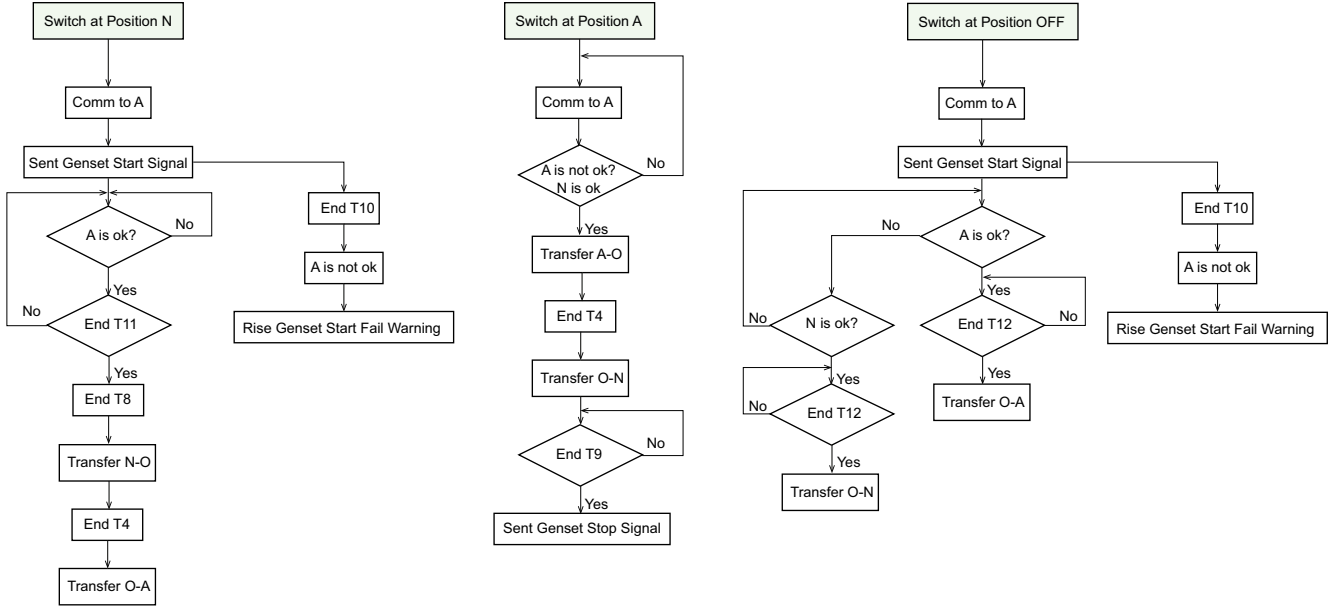 Switch at Position N
Comm to A
Sent Genset Start Signal
End T10
A is ok?
No
A is not ok
Yes
End T11
No
Rise Genset Start Fail Warning
Yes
End T8
Transfer N-O
End T4
Transfer O-A
Switch at Position A
Comm to A
A is not ok?
N is ok
No
Yes
Transfer A-O
End T4
Transfer O-N
End T9
No
Yes
Sent Genset Stop Signal
Switch at Position OFF
Comm to A
Sent Genset Start Signal
End T10
A is ok?
No
A is not ok
Yes
N is ok?
No
End T12
No
Rise Genset Start Fail Warning
Yes
Yes
Transfer O-A
End T12
No
Yes
Transfer O-N